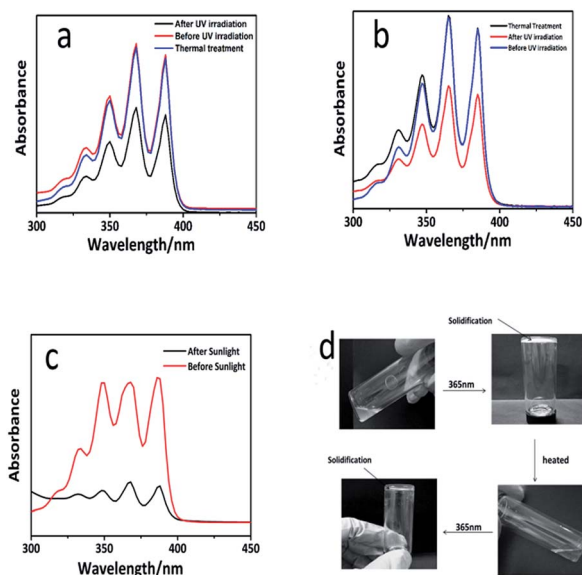 a
After UV irradiation
Before UV irradiation
Thermal treatment
Absorbance
300 350 400 450
Wavelength/nm
b
Thermal Treatment
After UV irradiation
Before UV Irradiation
Absorbance
300 350 400 450
Wavelength/nm
c
After Sunlight
Before Sunlight
Absorbance
300 350 400 450
Wavelength/nm
d
Solidification
365nm
heated
Solidification
365nm